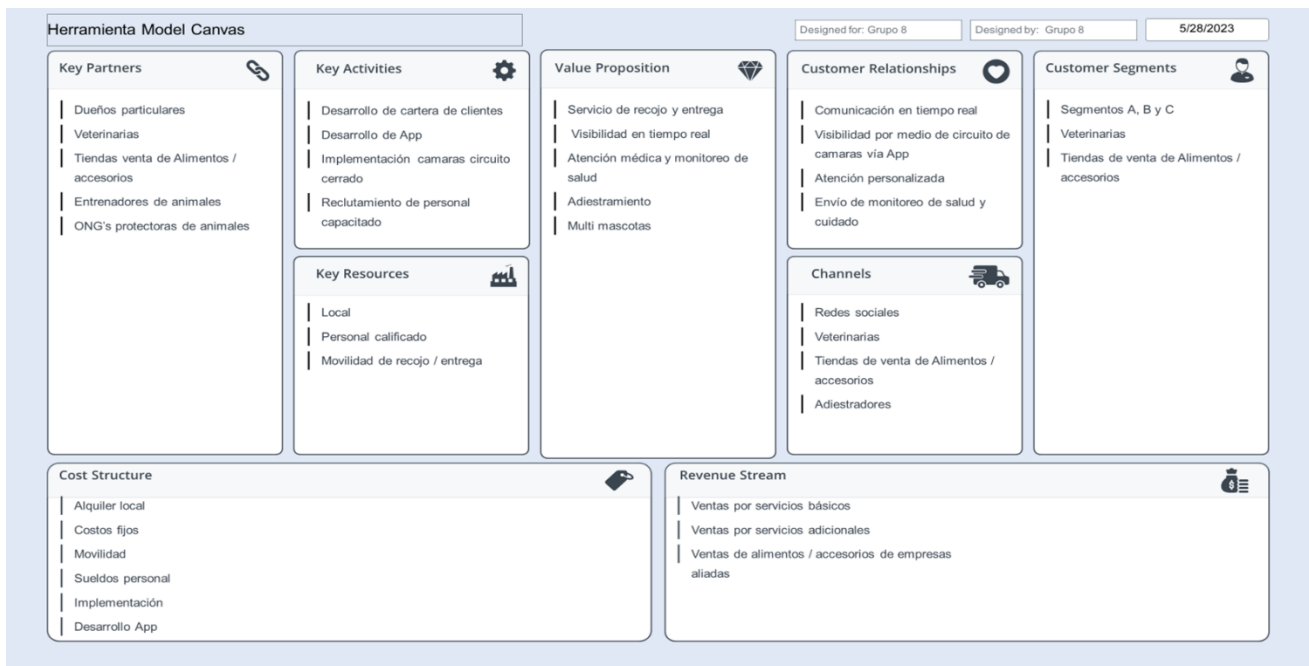 Herramienta Model Canvas
Designed for: Grupo 8
Designed by: Grupo 8
5/28/2023
Key Partners
Dueños particulares
Veterinarias
Tiendas venta de Alimentos /
accesorios
Entrenadores de animales
ONG's protectoras de animales
Key Activities
Desarrollo de cartera de clientes
Desarrollo de App
Implementación camaras circuito
cerrado
Reclutamiento de personal
capacitado
Key Resources
Local
Personal calificado
Movilidad de recojo / entrega
Value Proposition
Servicio de recojo y entrega
Visibilidad en tiempo real
Atención médica y monitoreo de
salud
Adiestramiento
Multi mascotas
Customer Relationships
Comunicación en tiempo real
Visibilidad por medio de circuito de
camaras vía App
Atención personalizada
Envío de monitoreo de salud y
cuidado
Channels
Redes sociales
Veterinarias
Tiendas de venta de Alimentos /
accesorios
Adiestradores
Customer Segments
Segmentos A, B y C
Veterinarias
Tiendas de venta de Alimentos /
accesorios
Cost Structure
Alquiler local
Costos fijos
Movilidad
Sueldos personal
Implementación
Desarrollo App
Revenue Stream
Ventas por servicios básicos
Ventas por servicios adicionales
Ventas de alimentos / accesorios de empresas
aliadas